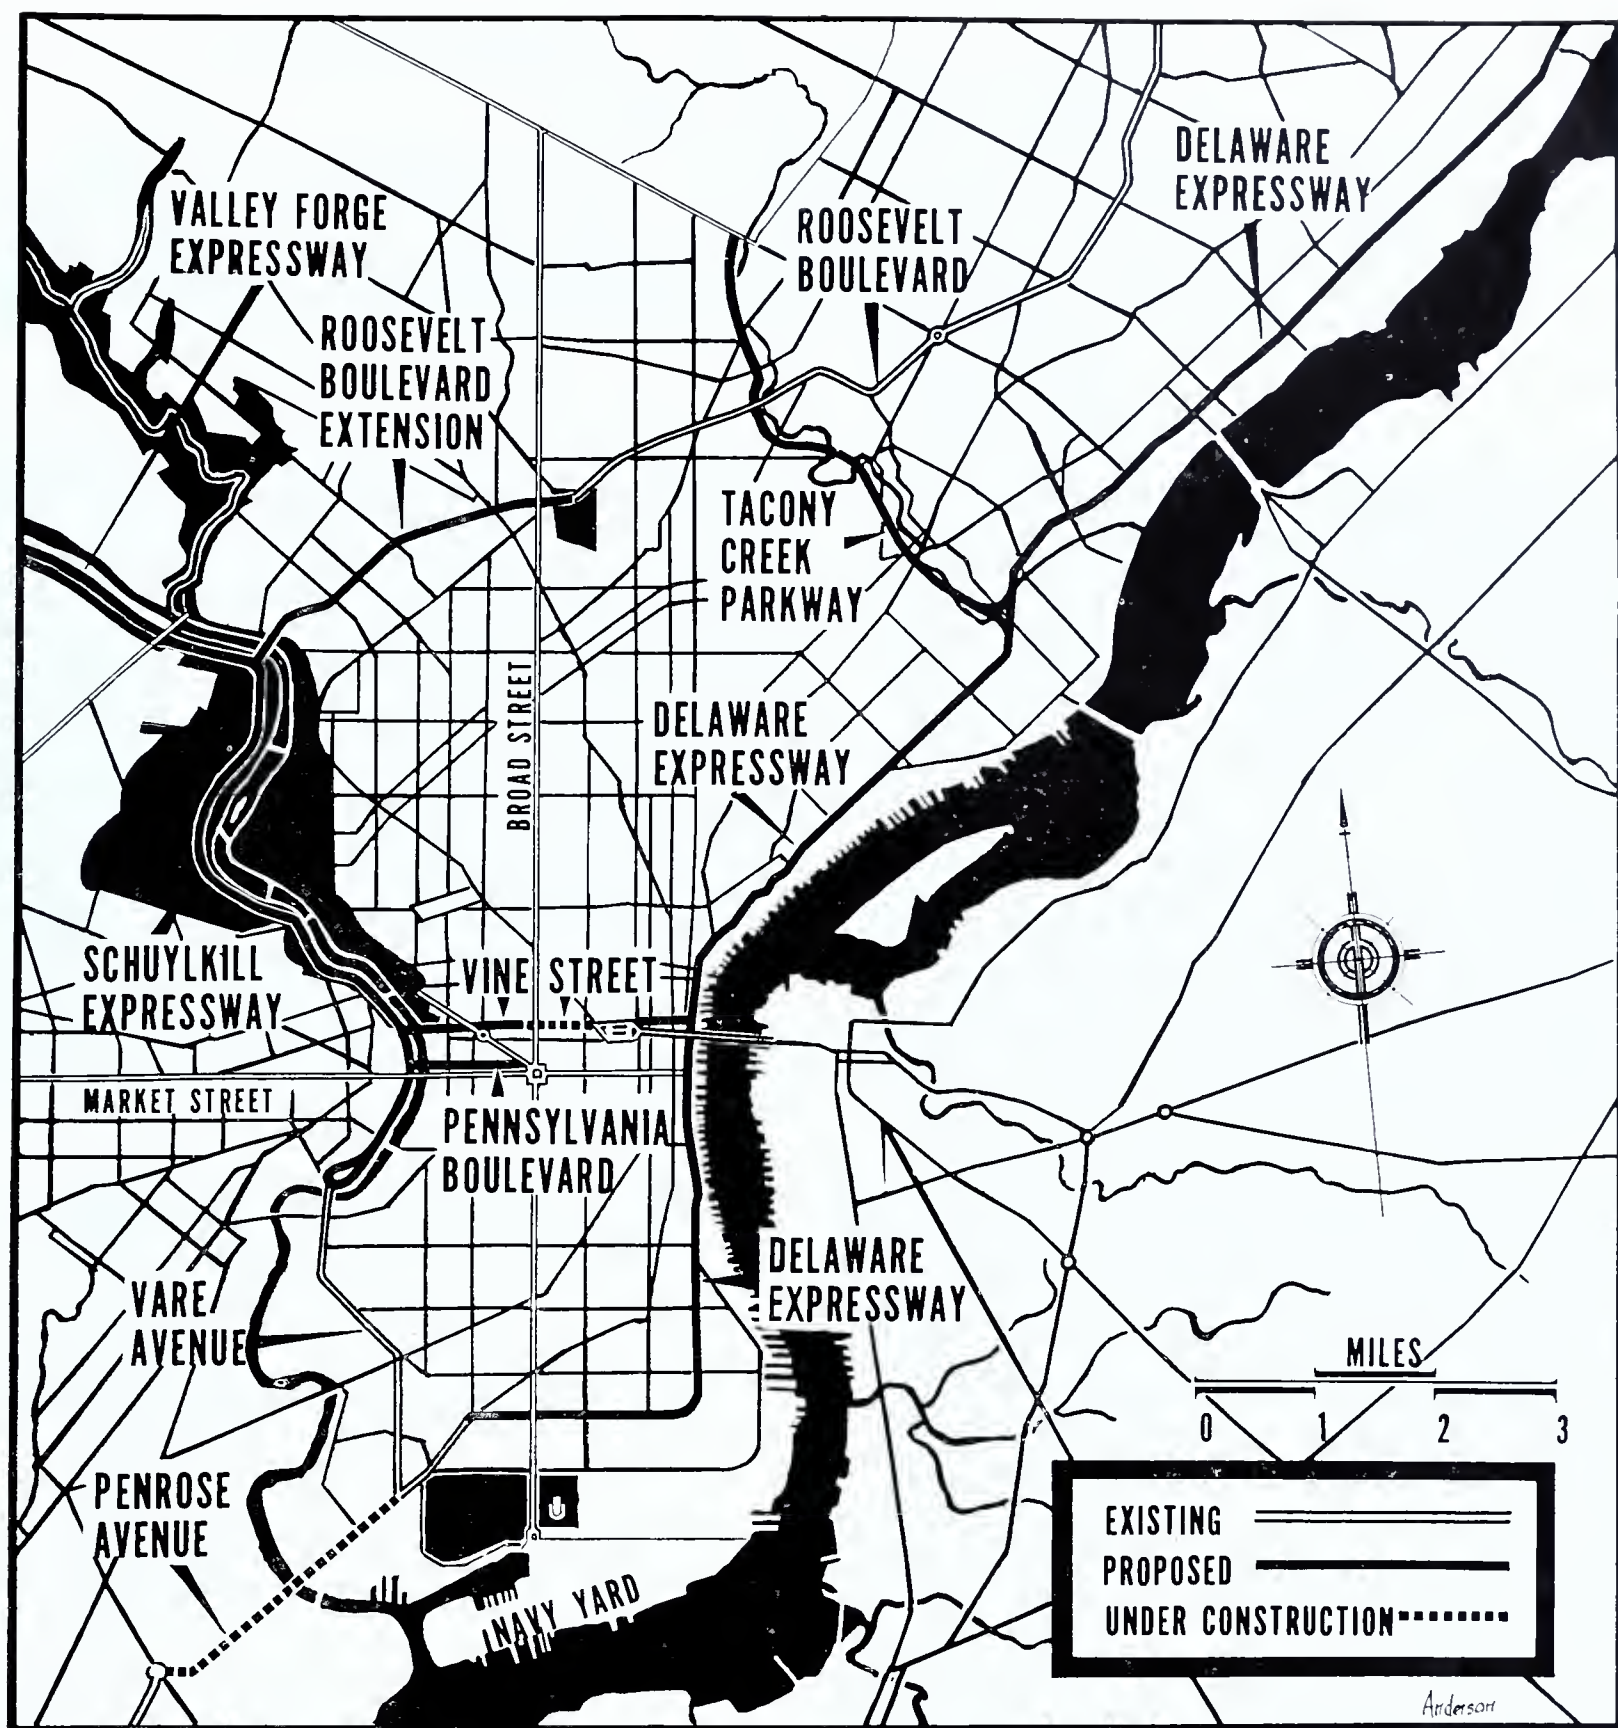 DELAWARE
EXPRESSWAY
VALLEY FORGE
EXPRESSWAY
ROOSEVELT
BOULEVARD
ROOSEVELT
BOULEVARD
EXTENSION
TACONY
CREEK
PARKWAY
BROAD STREET
DELAWARE
EXPRESSWAY
SCHUYLKILL
EXPRESSWAY
VINE STREET
MARKET STREET
PENNSYLVANIA
BOULEVARD
DELAWARE
EXPRESSWAY
VARE
AVENUE
MILES
0 1 2 3
PENROSE
AVENUE
EXISTING
PROPOSED
UNDER CONSTRUCTION
NAVY YARD
Anderson